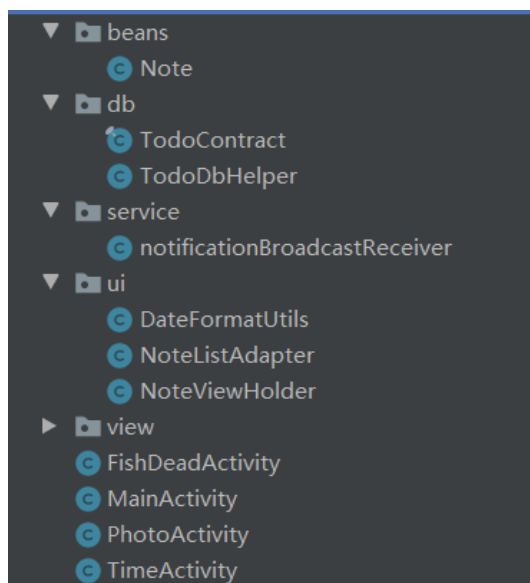 beans
Note
db
TodoContract
TodoDbHelper
service
notificationBroadcastReceiver
ui
DateFormatUtils
NoteListAdapter
NoteViewHolder
view
FishDeadActivity
MainActivity
PhotoActivity
TimeActivity